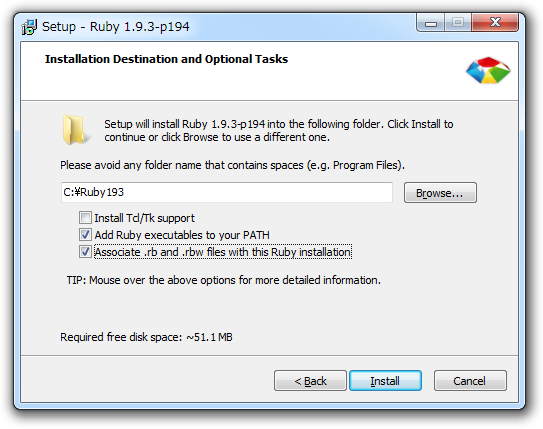 Setup - Ruby 1.9.3-p194
Installation Destination and Optional Tasks
Setup will install Ruby 1.9.3-p194 into the following folder. Click Install to
continue or click Browse to use a different one.
Please avoid any folder name that contains spaces (e.g. Program Files).
C:¥Ruby193
Browse...
Install Tcl/Tk support
Add Ruby executables to your PATH
Associate .rb and .rbw files with this Ruby installation
TIP: Mouse over the above options for more detailed information.
Required free disk space: ~51.1 MB
< Back
Install
Cancel